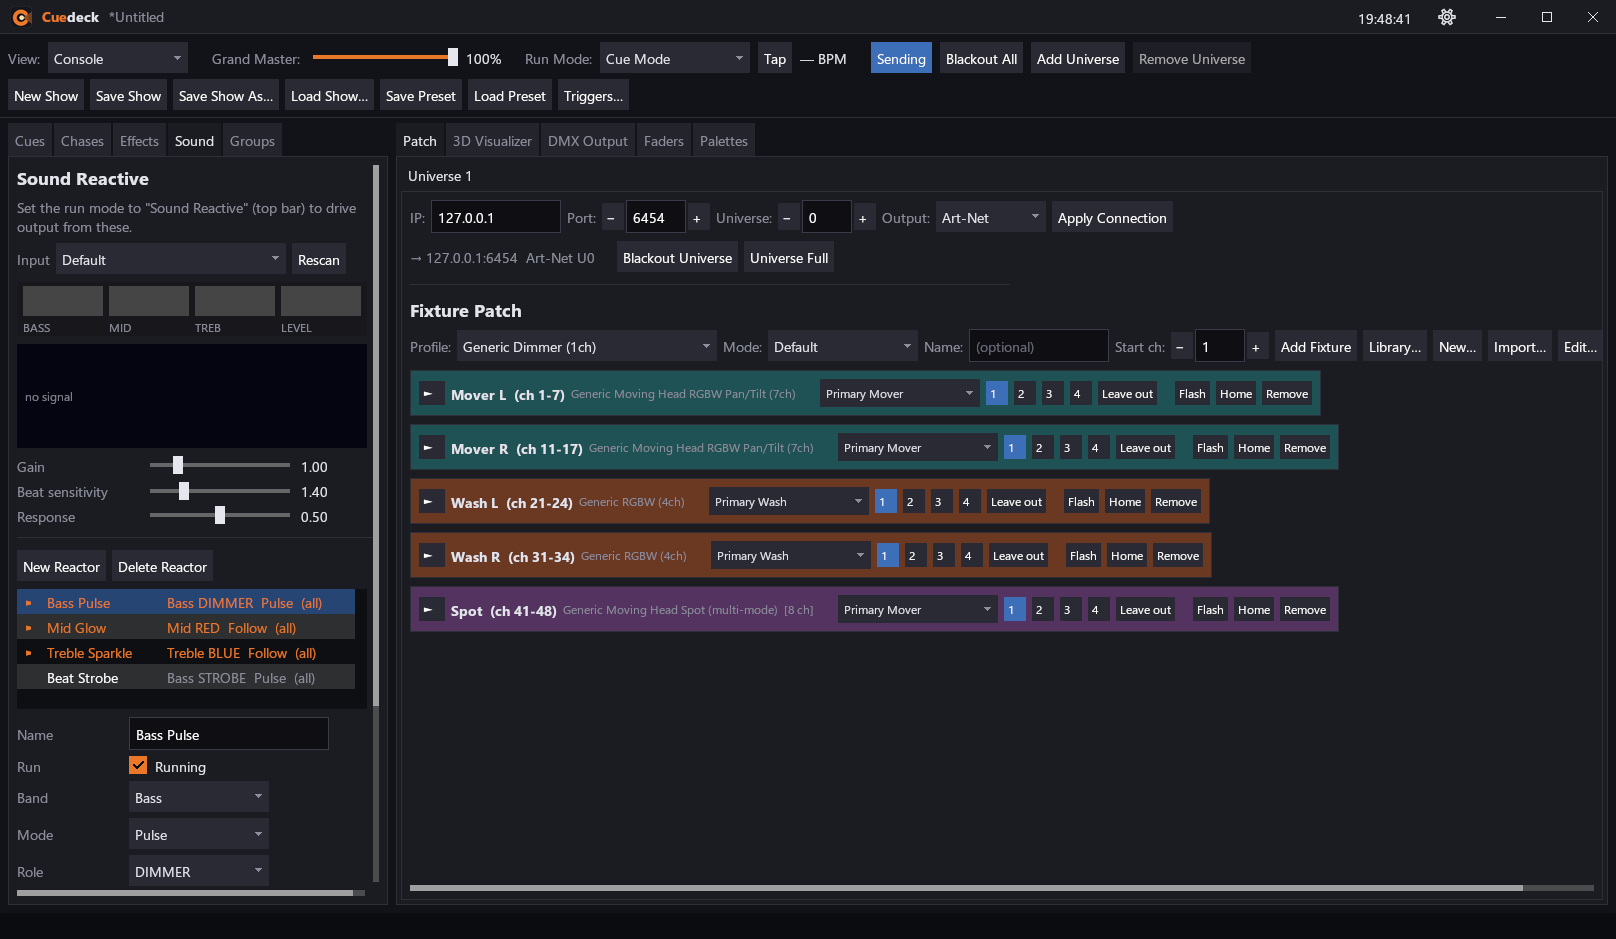 Cuedeck *Untitled 19:48:41
View: Console Grand Master: 100% Run Mode: Cue Mode Tap — BPM Sending Blackout All Add Universe Remove Universe
New Show Save Show Save Show As... Load Show... Save Preset Load Preset Triggers...
Cues Chases Effects Sound Groups
Sound Reactive
Set the run mode to "Sound Reactive" (top bar) to drive
output from these.
Input Default Rescan
BASS MID TREB LEVEL
no signal
Gain 1.00
Beat sensitivity 1.40
Response 0.50
New Reactor Delete Reactor
Bass Pulse Bass DIMMER Pulse (all)
Mid Glow Mid RED Follow (all)
Treble Sparkle Treble BLUE Follow (all)
Beat Strobe Bass STROBE Pulse (all)
Name Bass Pulse
Run Running
Band Bass
Mode Pulse
Role DIMMER
Patch 3D Visualizer DMX Output Faders Palettes
Universe 1
IP: 127.0.0.1 Port: − 6454 + Universe: − 0 + Output: Art-Net Apply Connection
→ 127.0.0.1:6454 Art-Net U0 Blackout Universe Universe Full
Fixture Patch
Profile: Generic Dimmer (1ch) Mode: Default Name: (optional) Start ch: − 1 + Add Fixture Library... New... Import... Edit...
Mover L (ch 1-7) Generic Moving Head RGBW Pan/Tilt (7ch) Primary Mover 1 2 3 4 Leave out Flash Home Remove
Mover R (ch 11-17) Generic Moving Head RGBW Pan/Tilt (7ch) Primary Mover 1 2 3 4 Leave out Flash Home Remove
Wash L (ch 21-24) Generic RGBW (4ch) Primary Wash 1 2 3 4 Leave out Flash Home Remove
Wash R (ch 31-34) Generic RGBW (4ch) Primary Wash 1 2 3 4 Leave out Flash Home Remove
Spot (ch 41-48) Generic Moving Head Spot (multi-mode) [8 ch] Primary Mover 1 2 3 4 Leave out Flash Home Remove